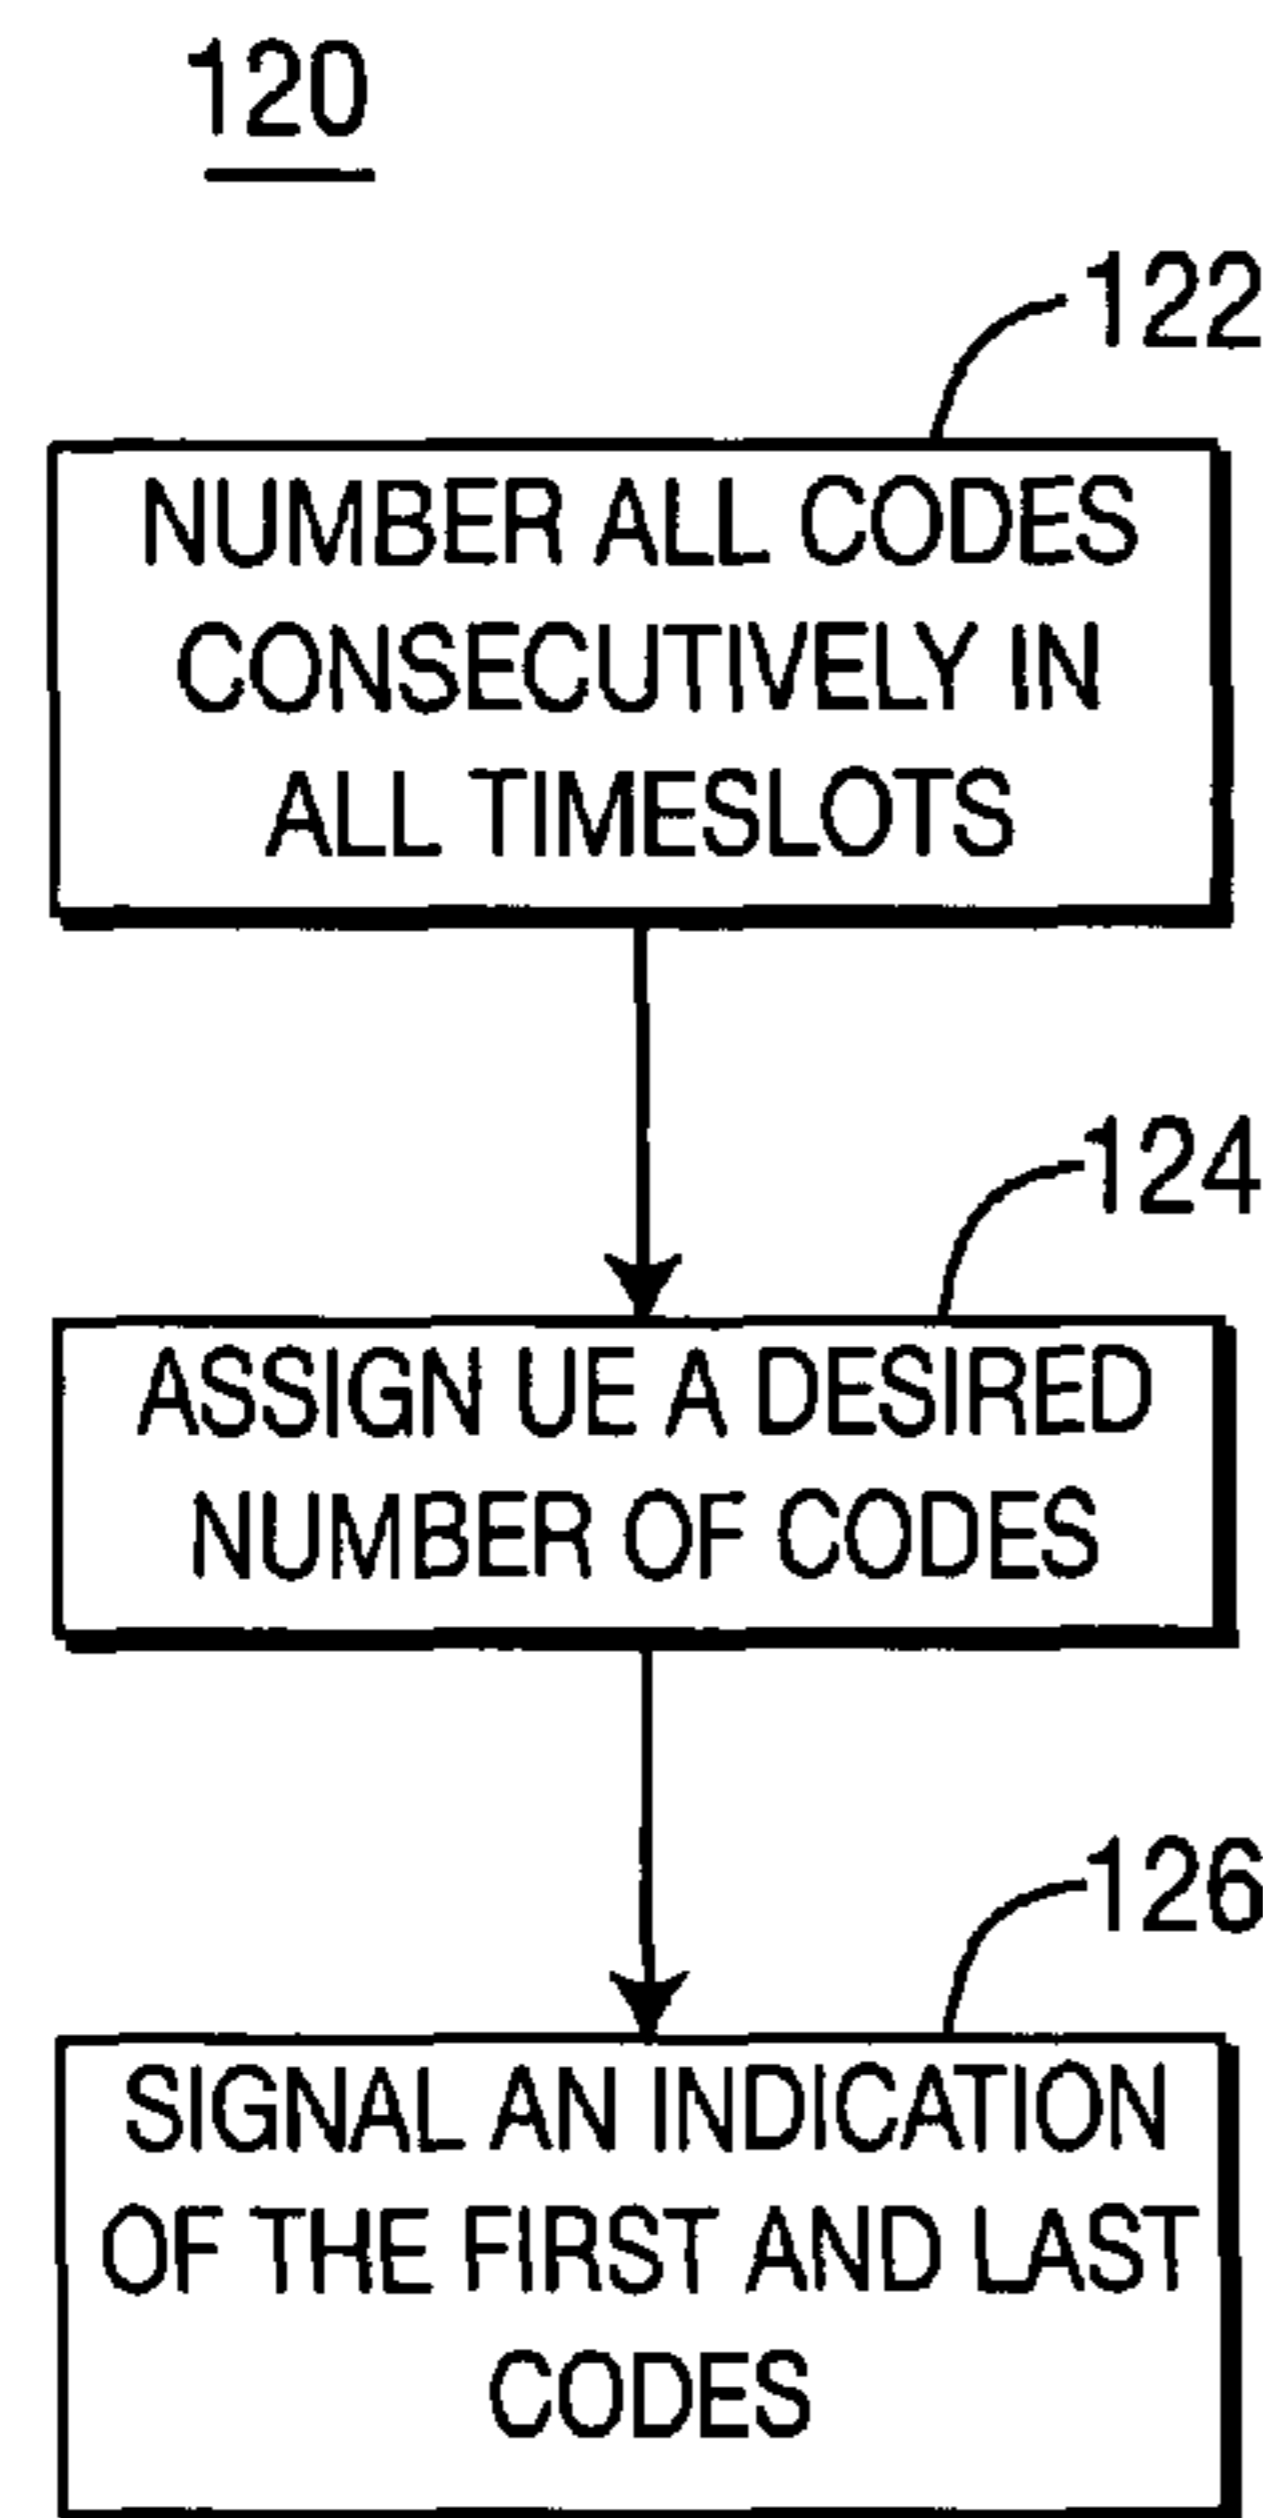 120
122
NUMBER ALL CODES
CONSECUTIVELY IN
ALL TIMESLOTS
124
ASSIGN UE A DESIRED
NUMBER OF CODES
126
SIGNAL AN INDICATION
OF THE FIRST AND LAST
CODES